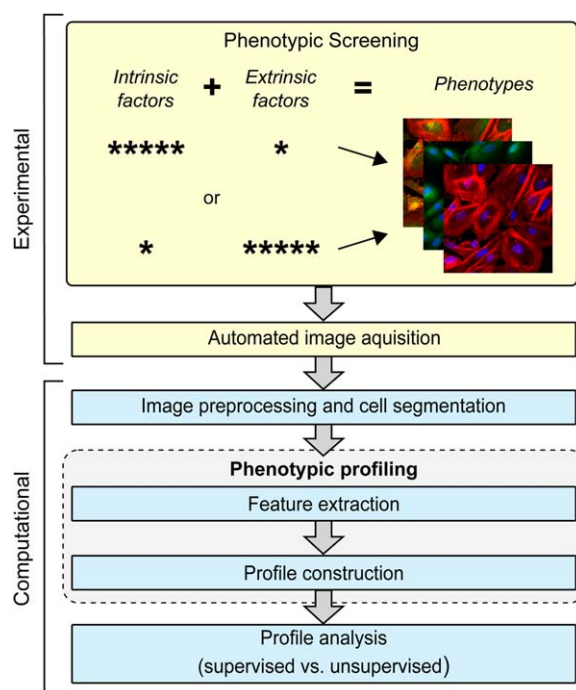 Experimental
Phenotypic Screening
Intrinsic factors + Extrinsic factors = Phenotypes
***** *
or
* *****
Automated image aquisition
Computational
Image preprocessing and cell segmentation
Phenotypic profiling
Feature extraction
Profile construction
Profile analysis
(supervised vs. unsupervised)